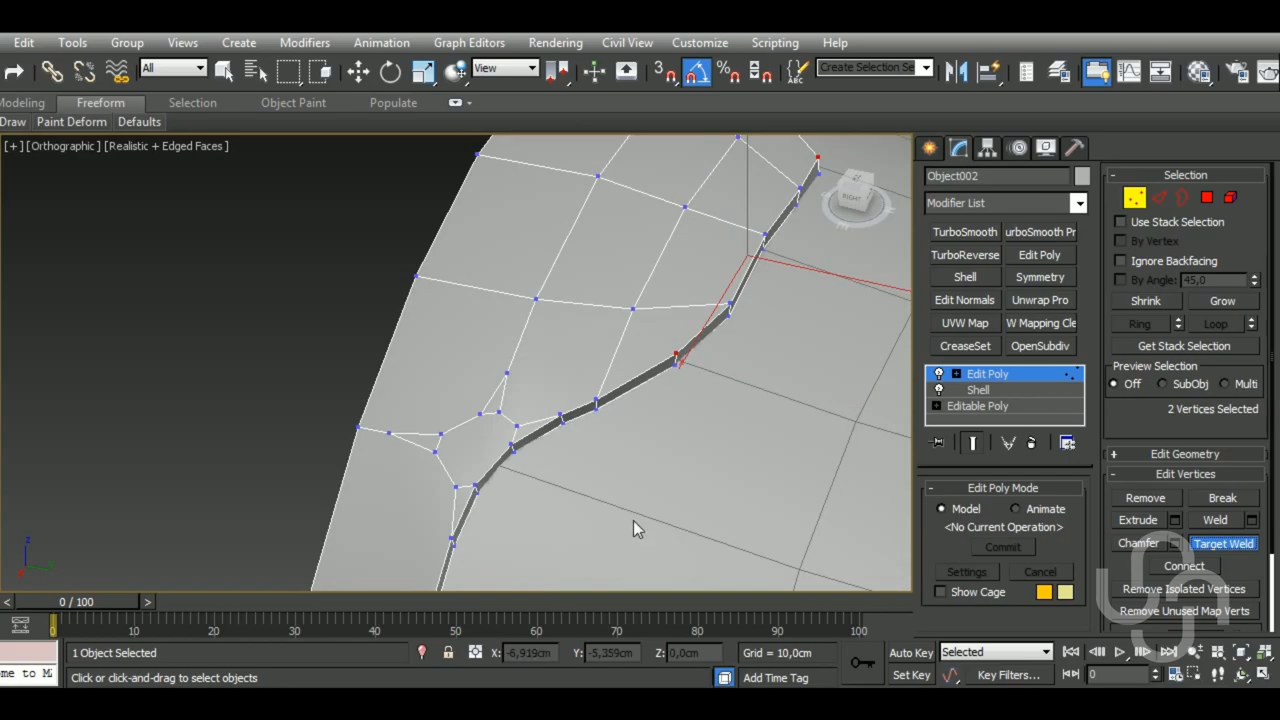 Edit Tools Group Views Create Modifiers Animation Graph Editors Rendering Civil View Customize Scripting Help
All View 3 ABC Create Selection Se
Modeling Freeform Selection Object Paint Populate
Draw Paint Deform Defaults
[+] [Orthographic ] [Realistic + Edged Faces ]
RIGHT
z
Object002
Modifier List
TurboSmooth urboSmooth Pr
TurboReverse Edit Poly
Shell Symmetry
Edit Normals Unwrap Pro
UVW Map W Mapping Cle
CreaseSet OpenSubdiv
Edit Poly
Shell
Editable Poly
- Edit Poly Mode
Model Animate
<No Current Operation>
Commit
Settings Cancel
Show Cage
- Selection
Use Stack Selection
By Vertex
Ignore Backfacing
By Angle: 45,0
Shrink Grow
Ring Loop
Get Stack Selection
Preview Selection
Off SubObj Multi
2 Vertices Selected
+ Edit Geometry
- Edit Vertices
Remove Break
Extrude Weld
Chamfer Target Weld
Connect
Remove Isolated Vertices
Remove Unused Map Verts
< 0 / 100 >
0 10 20 30 40 50 60 70 80 90 100
1 Object Selected X: -6,919cm Y: -5,359cm Z: 0,0cm Grid = 10,0cm Auto Key Selected
ome to M
Click or click-and-drag to select objects Add Time Tag Set Key Key Filters... 0